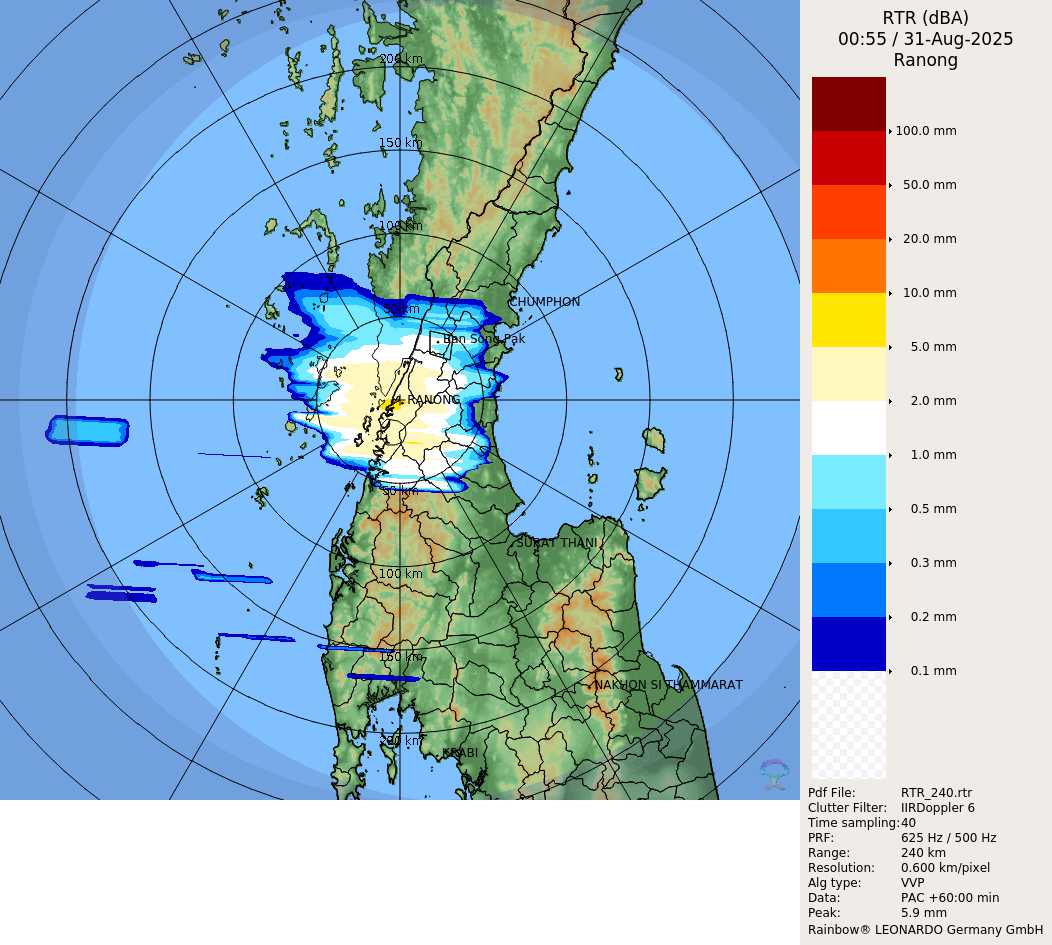 200 km
150 km
100 km
CHUMPHON
50 km
Ban Song Pak
RANONG
50 km
SURAT THANI
100 km
150 km
NAKHON SI THAMMARAT
200 km
KRABI
RTR (dBA)
00:55 / 31-Aug-2025
Ranong
100.0 mm
50.0 mm
20.0 mm
10.0 mm
5.0 mm
2.0 mm
1.0 mm
0.5 mm
0.3 mm
0.2 mm
0.1 mm
Pdf File: RTR_240.rtr
Clutter Filter: IIRDoppler 6
Time sampling:40
PRF: 625 Hz / 500 Hz
Range: 240 km
Resolution: 0.600 km/pixel
Alg type: VVP
Data: PAC +60:00 min
Peak: 5.9 mm
Rainbow® LEONARDO Germany GmbH